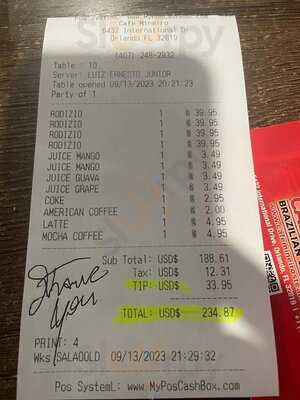 Cafe Mineiro
6432 International Dr
Orlando FL 32819
(407) 248-2932
Table : 10
Server: LUIZ ERNESTO JUNIOR
Table opened 09/13/2023 20:21:23
Party of 1
RODIZIO 1 @ 39.95
RODIZIO 1 @ 39.95
RODIZIO 1 @ 39.95
RODIZIO 1 @ 39.95
JUICE MANGO 1 @ 3.49
JUICE MANGO 1 @ 3.49
JUICE GUAVA 1 @ 3.49
JUICE GRAPE 1 @ 3.49
COKE 1 @ 2.95
AMERICAN COFFEE 1 @ 2.00
LATTE 1 @ 4.95
MOCHA COFFEE 1 @ 4.95
Sub Total: USD$ 188.61
Tax: USD$ 12.31
TIP: USD$ 33.95
TOTAL: USD$ 234.87
Thank you
PRINT: 4
Wks SALAOOLD 09/13/2023 21:29:32
Pos SystemL: www.MyPosCashBox.com
BRAZILIAN
International Drive, Orlando, FL 32819